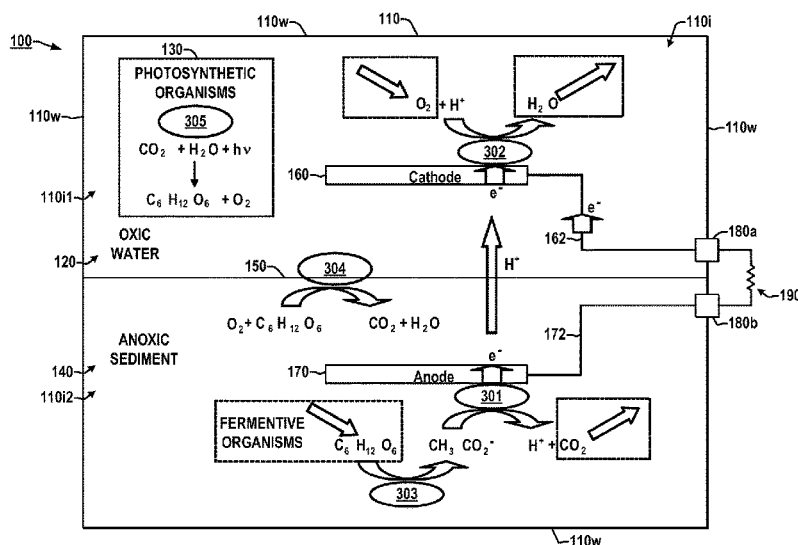 100
110w
110
110i
130
PHOTOSYNTHETIC
ORGANISMS
305
CO2 + H2O + hν
C6 H12 O6 + O2
110w
110i1
OXIC
WATER
120
O2 + H+
H2O
302
160
Cathode
e-
110w
e-
162
180a
190
180b
150
304
H+
O2 + C6 H12 O6
CO2 + H2O
172
ANOXIC
SEDIMENT
140
110i2
170
e-
Anode
301
FERMENTIVE
ORGANISMS
C6 H12 O6
CH3 CO2-
H+ + CO2
303
110w